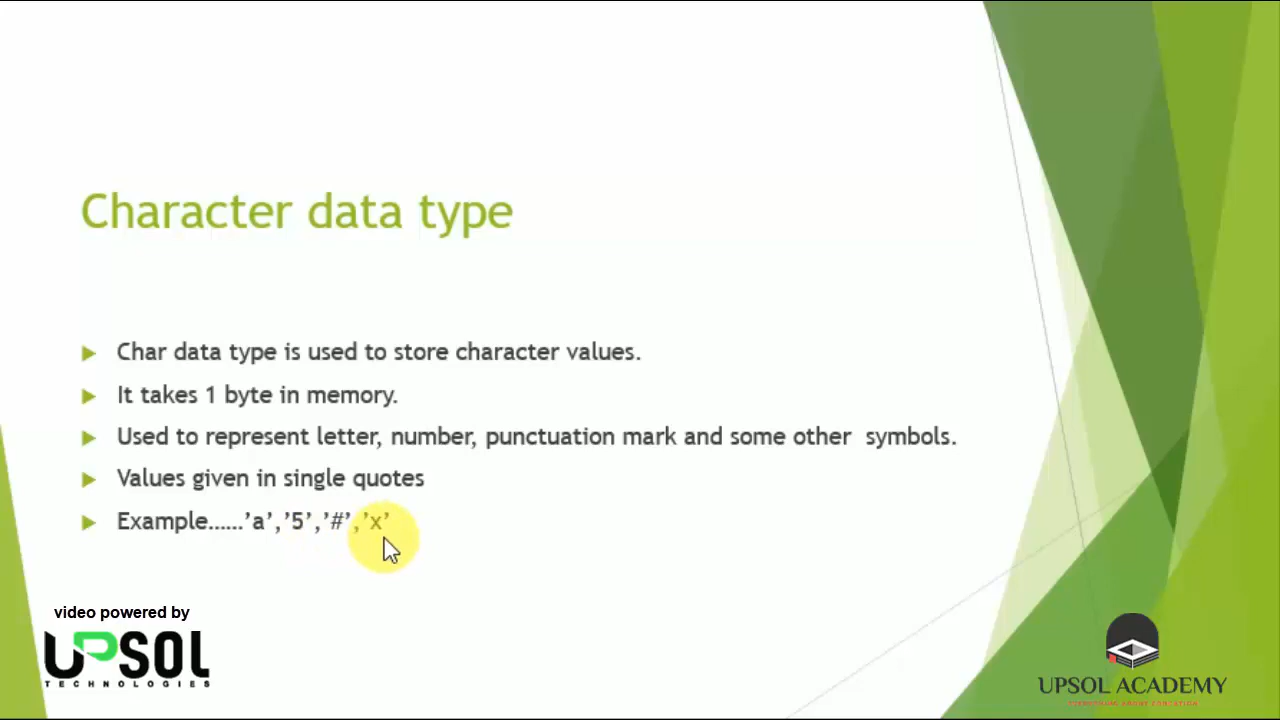 Character data type
Char data type is used to store character values.
It takes 1 byte in memory.
Used to represent letter, number, punctuation mark and some other symbols.
Values given in single quotes
Example......’a’,’5’,’#’,’x’
video powered by
UPSOL
TECHNOLOGIES
UPSOL ACADEMY